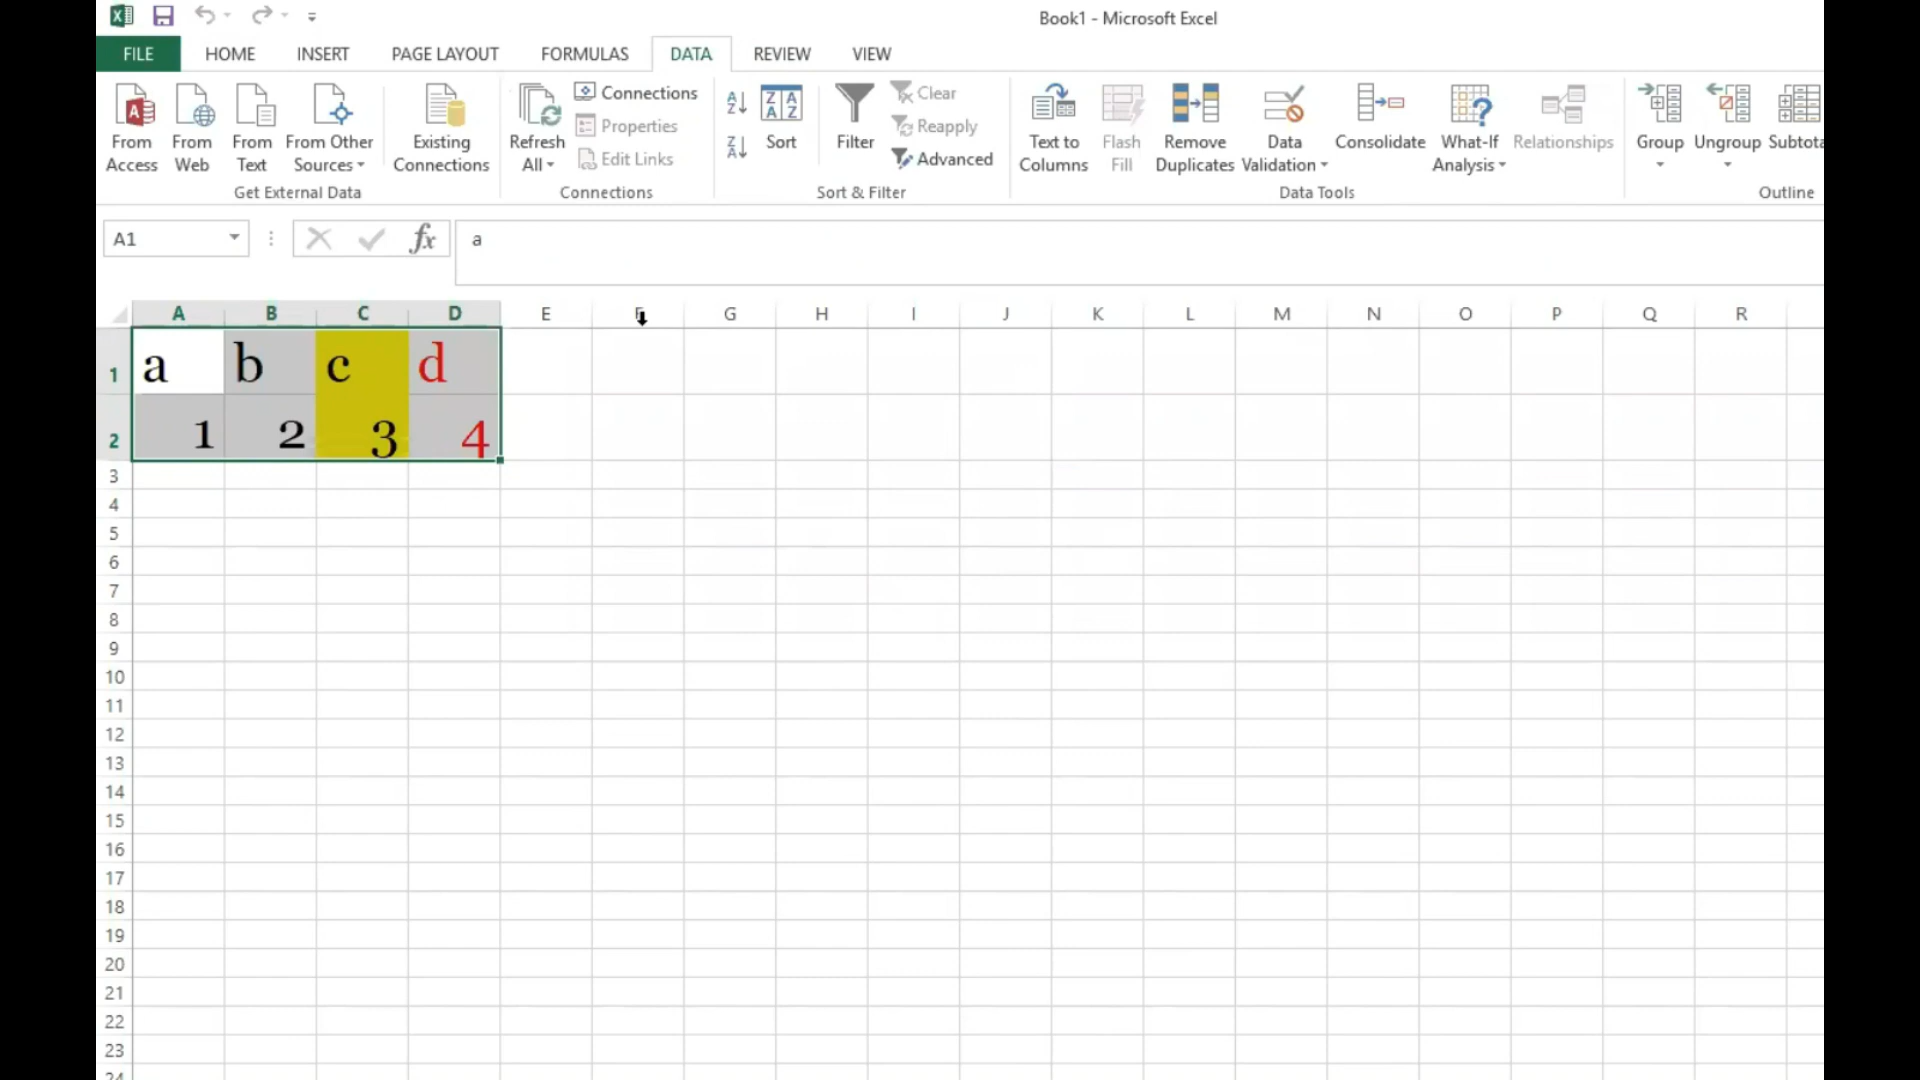 Book1 - Microsoft Excel
FILE HOME INSERT PAGE LAYOUT FORMULAS DATA REVIEW VIEW
From Access From Web From Text From Other Sources Existing Connections Refresh All Connections Properties Edit Links Sort Filter Clear Reapply Advanced Text to Columns Flash Fill Remove Duplicates Data Validation Consolidate What-If Analysis Relationships Group Ungroup Subtota
Get External Data Connections Sort & Filter Data Tools Outline
A1 fx a
A B C D E F G H I J K L M N O P Q R
1 a b c d
2 1 2 3 4
3
4
5
6
7
8
9
10
11
12
13
14
15
16
17
18
19
20
21
22
23
24